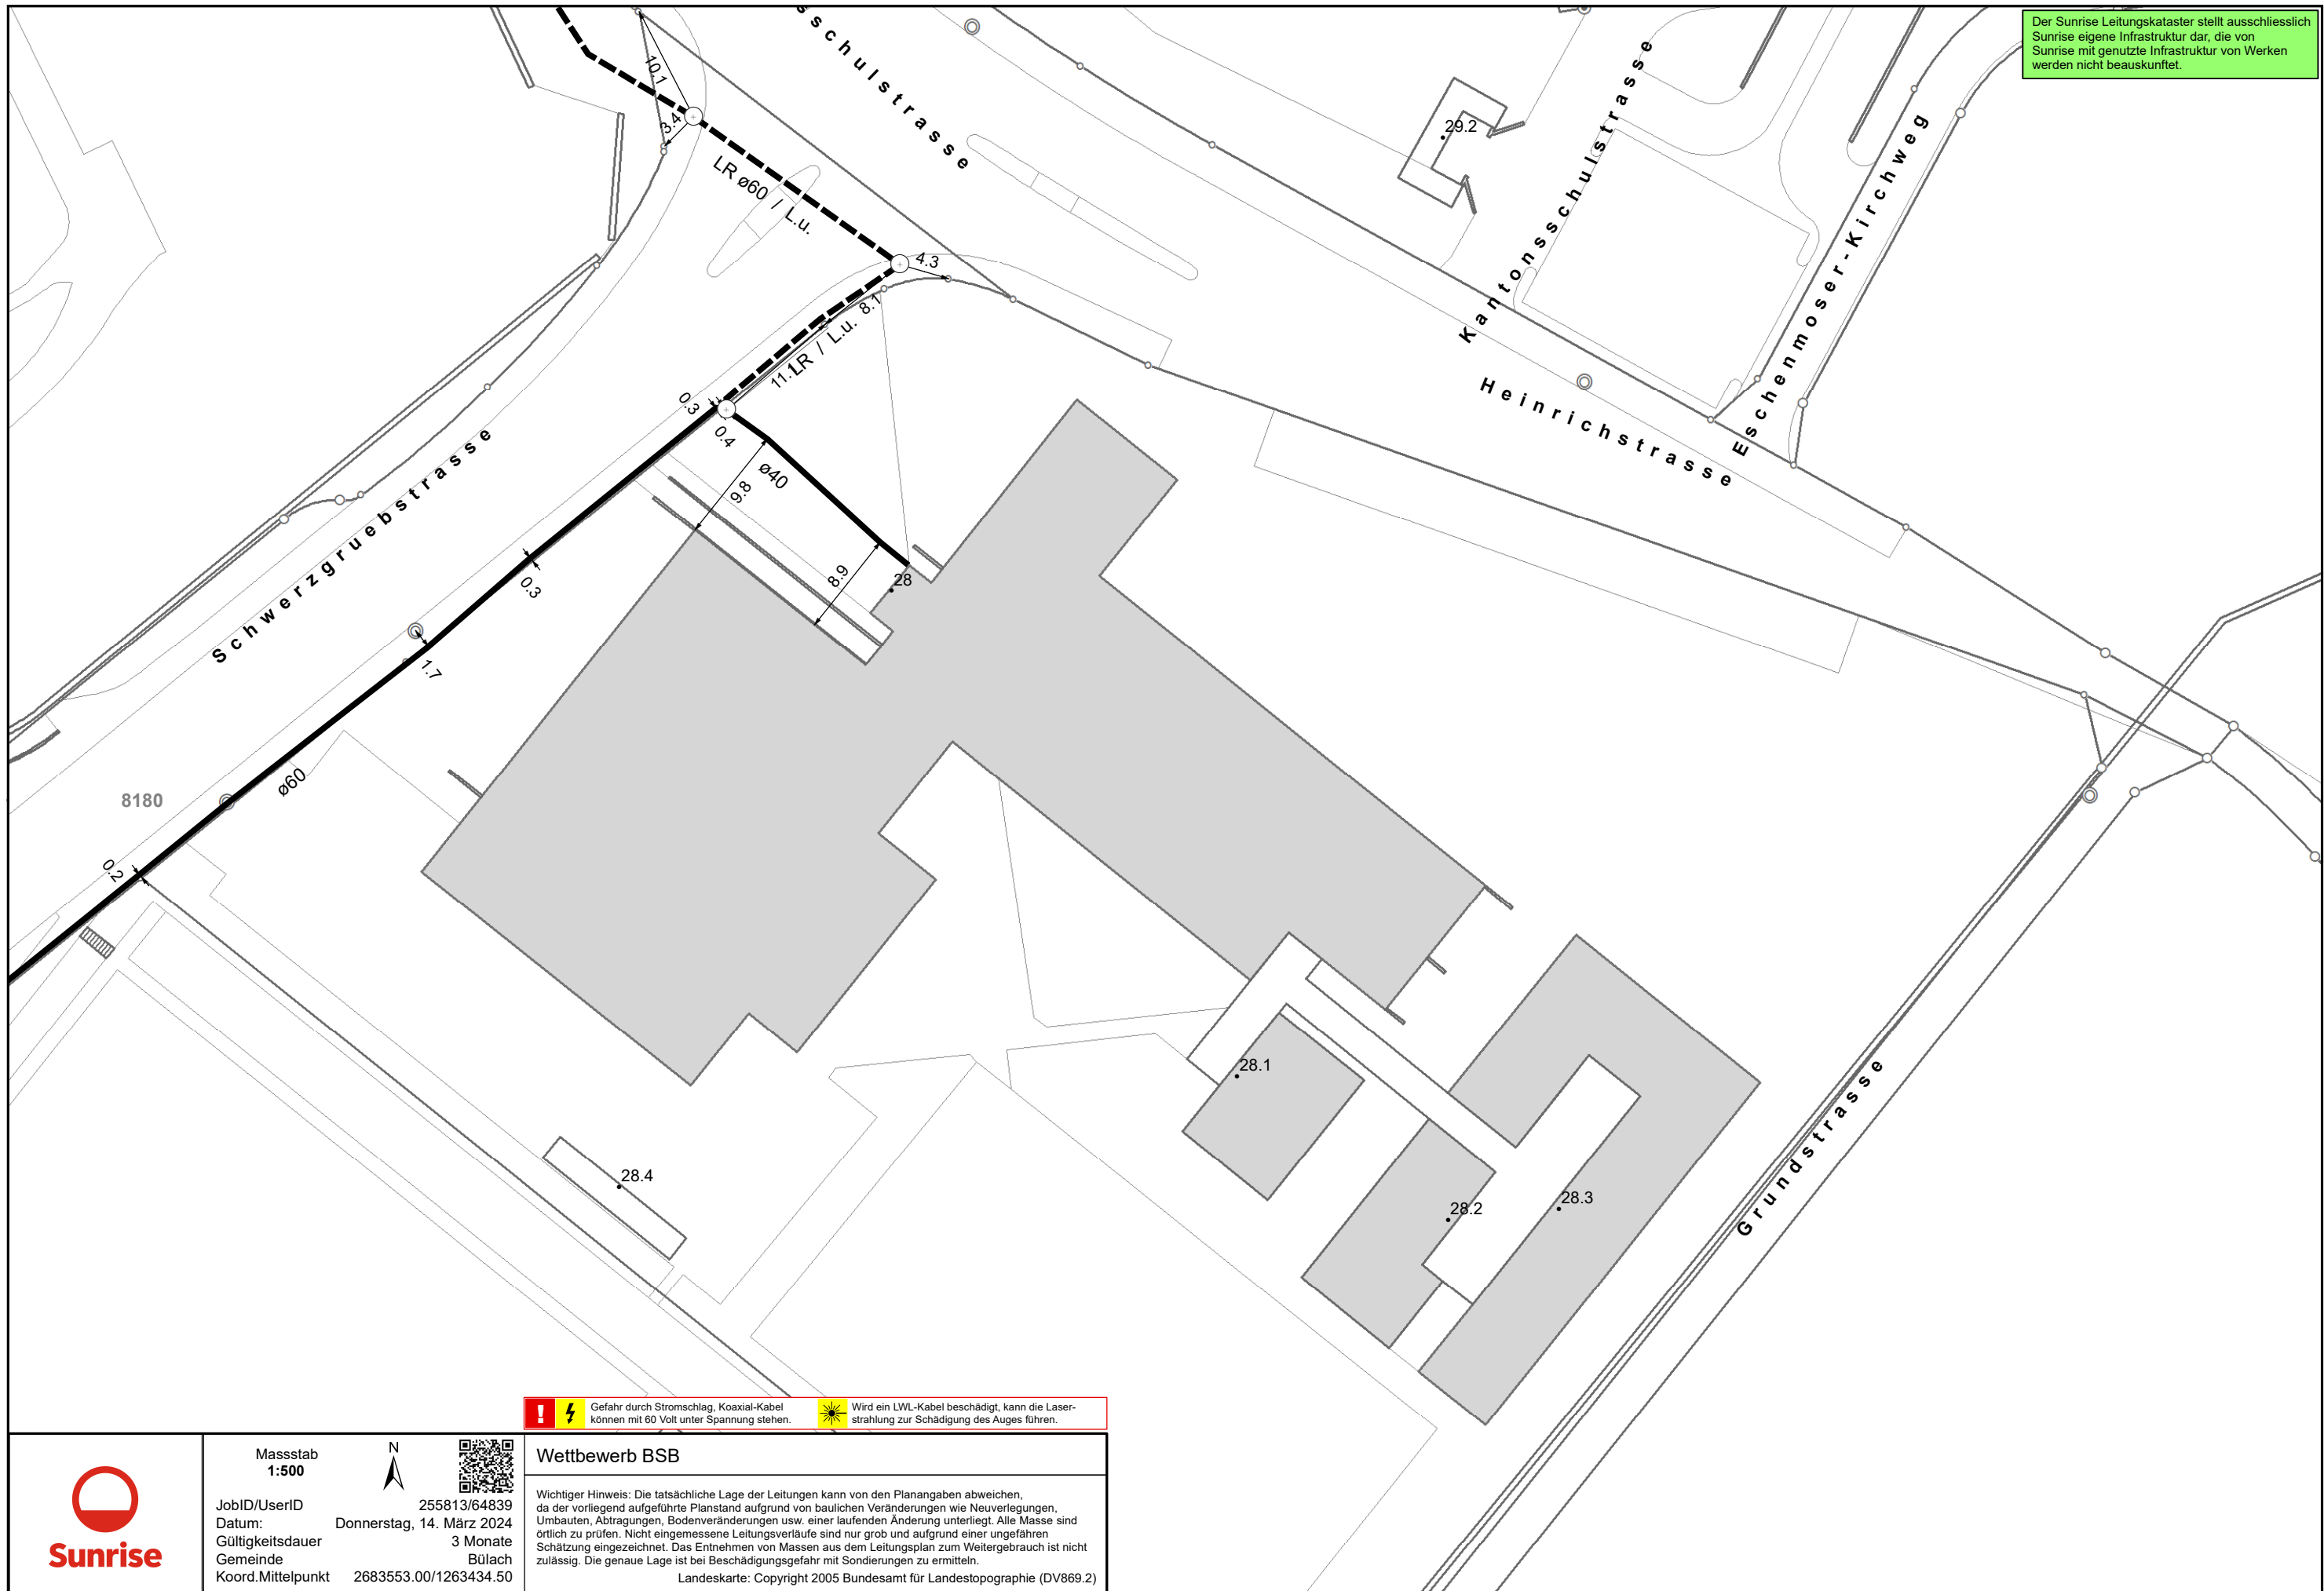 Der Sunrise Leitungskataster stellt ausschliesslich
Sunrise eigene Infrastruktur dar, die von
Sunrise mit genutzte Infrastruktur von Werken
werden nicht beauskunftet.
sschulstrasse
10.1
3.4
LR ø60 / L.u.
4.3
8.1
11.1
LR / L.u.
0.3
0.4
ø40
9.8
8.9
28
0.3
1.7
ø60
0.2
8180
Schwerzgruebstrasse
29.2
Kantonsschulstrasse
Eschenmoser-Kirchweg
Heinrichstrasse
Grundstrasse
28.1
28.2
28.3
28.4
Gefahr durch Stromschlag, Koaxial-Kabel
können mit 60 Volt unter Spannung stehen.
Wird ein LWL-Kabel beschädigt, kann die Laser-
strahlung zur Schädigung des Auges führen.
Sunrise
Massstab
1:500
N
JobID/UserID 255813/64839
Datum: Donnerstag, 14. März 2024
Gültigkeitsdauer 3 Monate
Gemeinde Bülach
Koord.Mittelpunkt 2683553.00/1263434.50
Wettbewerb BSB
Wichtiger Hinweis: Die tatsächliche Lage der Leitungen kann von den Planangaben abweichen,
da der vorliegend aufgeführte Planstand aufgrund von baulichen Veränderungen wie Neuverlegungen,
Umbauten, Abtragungen, Bodenveränderungen usw. einer laufenden Änderung unterliegt. Alle Masse sind
örtlich zu prüfen. Nicht eingemessene Leitungsverläufe sind nur grob und aufgrund einer ungefähren
Schätzung eingezeichnet. Das Entnehmen von Massen aus dem Leitungsplan zum Weitergebrauch ist nicht
zulässig. Die genaue Lage ist bei Beschädigungsgefahr mit Sondierungen zu ermitteln.
Landeskarte: Copyright 2005 Bundesamt für Landestopographie (DV869.2)